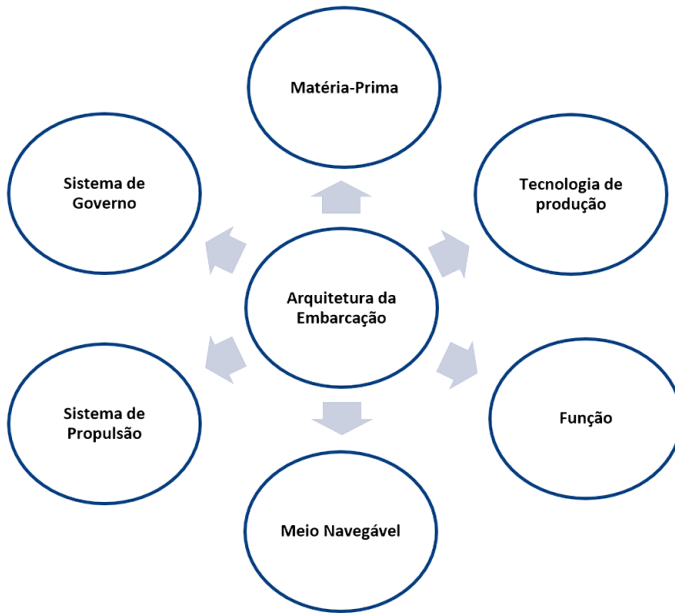 Matéria-Prima
Sistema de
Governo
Tecnologia de
produção
Arquitetura da
Embarcação
Sistema de
Propulsão
Função
Meio Navegável